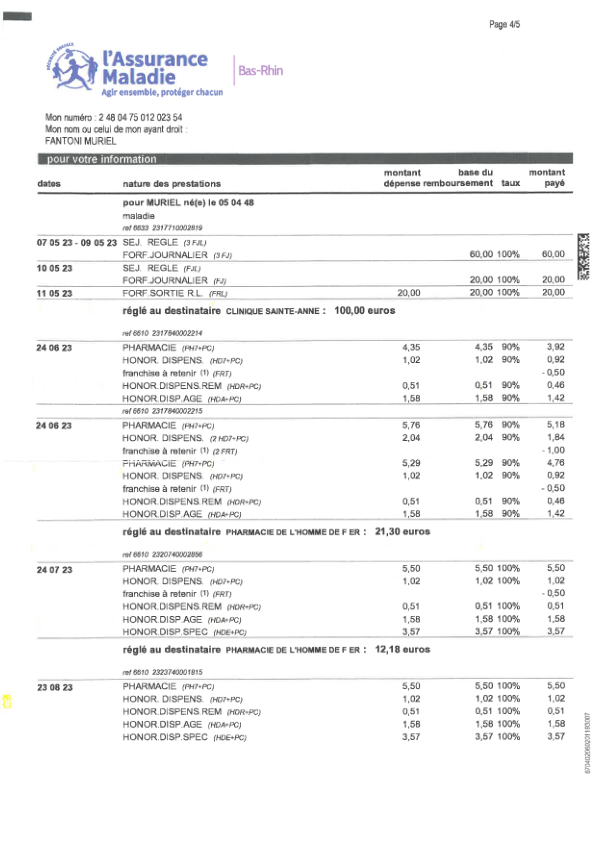 Page 4/5
SÉCURITÉ SOCIALE
l'Assurance
Maladie
Agir ensemble, protéger chacun
Bas-Rhin
Mon numéro : 2 48 04 75 012 023 54
Mon nom ou celui de mon ayant droit :
FANTONI MURIEL
pour votre information
montant base du montant
dates nature des prestations dépense remboursement taux payé
pour MURIEL né(e) le 05 04 48
maladie
ref 6633 2317710002819
07 05 23 - 09 05 23 SEJ. REGLE (3 FJL)
FORF.JOURNALIER (3 FJ) 60,00 100% 60,00
10 05 23 SEJ. REGLE (FJL)
FORF.JOURNALIER (FJ) 20,00 100% 20,00
11 05 23 FORF.SORTIE R.L. (FRL) 20,00 20,00 100% 20,00
réglé au destinataire CLINIQUE SAINTE-ANNE : 100,00 euros
ref 6610 2317840002214
24 06 23 PHARMACIE (PH7+PC) 4,35 4,35 90% 3,92
HONOR. DISPENS. (HD7+PC) 1,02 1,02 90% 0,92
franchise à retenir (1) (FRT) - 0,50
HONOR.DISPENS.REM (HDR+PC) 0,51 0,51 90% 0,46
HONOR.DISP.AGE (HDA+PC) 1,58 1,58 90% 1,42
ref 6610 2317840002215
24 06 23 PHARMACIE (PH7+PC) 5,76 5,76 90% 5,18
HONOR. DISPENS. (2 HD7+PC) 2,04 2,04 90% 1,84
franchise à retenir (1) (2 FRT) - 1,00
PHARMACIE (PH7+PC) 5,29 5,29 90% 4,76
HONOR. DISPENS. (HD7+PC) 1,02 1,02 90% 0,92
franchise à retenir (1) (FRT) - 0,50
HONOR.DISPENS.REM (HDR+PC) 0,51 0,51 90% 0,46
HONOR.DISP.AGE (HDA+PC) 1,58 1,58 90% 1,42
réglé au destinataire PHARMACIE DE L'HOMME DE F ER : 21,30 euros
ref 6610 2320740002856
24 07 23 PHARMACIE (PH7+PC) 5,50 5,50 100% 5,50
HONOR. DISPENS. (HD7+PC) 1,02 1,02 100% 1,02
franchise à retenir (1) (FRT) - 0,50
HONOR.DISPENS.REM (HDR+PC) 0,51 0,51 100% 0,51
HONOR.DISP.AGE (HDA+PC) 1,58 1,58 100% 1,58
HONOR.DISP.SPEC (HDE+PC) 3,57 3,57 100% 3,57
réglé au destinataire PHARMACIE DE L'HOMME DE F ER : 12,18 euros
ref 6610 2323740001815
23 08 23 PHARMACIE (PH7+PC) 5,50 5,50 100% 5,50
HONOR. DISPENS. (HD7+PC) 1,02 1,02 100% 1,02
HONOR.DISPENS.REM (HDR+PC) 0,51 0,51 100% 0,51
HONOR.DISP.AGE (HDA+PC) 1,58 1,58 100% 1,58
HONOR.DISP.SPEC (HDE+PC) 3,57 3,57 100% 3,57